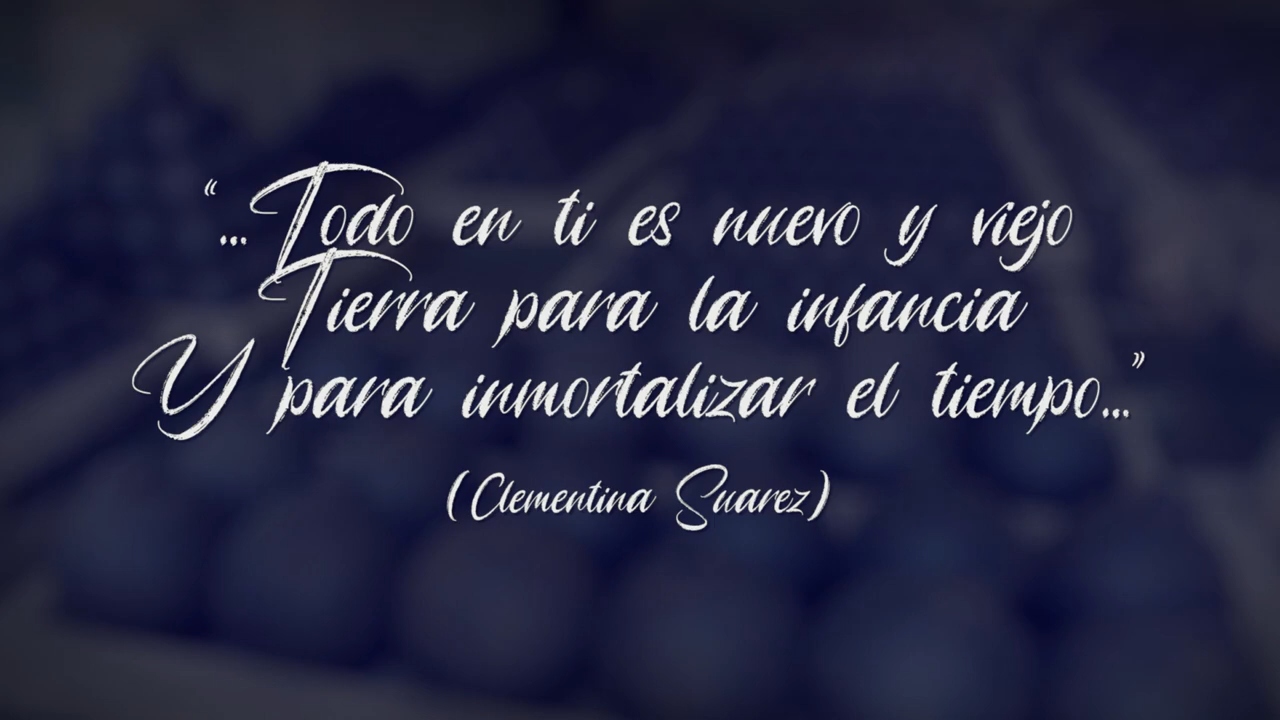 “...Todo en ti es nuevo y viejo
Tierra para la infancia
Y para inmortalizar el tiempo...”
(Clementina Suarez)